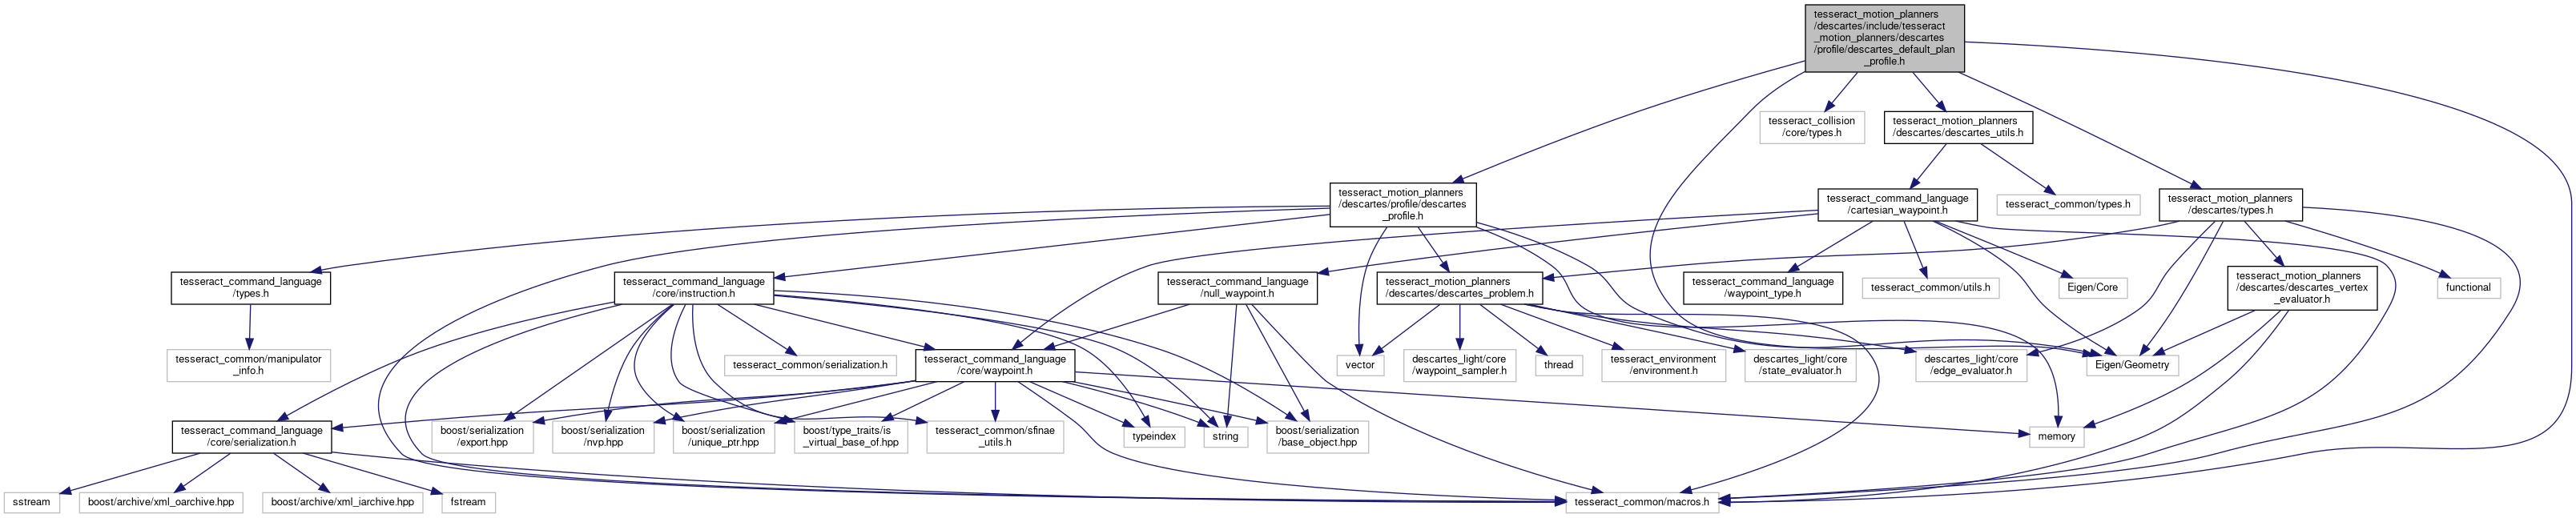 tesseract_motion_planners
/descartes/include/tesseract
_motion_planners/descartes
/profile/descartes_default_plan
_profile.h
tesseract_collision
/core/types.h
tesseract_motion_planners
/descartes/descartes_utils.h
tesseract_motion_planners
/descartes/profile/descartes
_profile.h
tesseract_command_language
/cartesian_waypoint.h
tesseract_common/types.h
tesseract_motion_planners
/descartes/types.h
tesseract_command_language
/types.h
tesseract_command_language
/core/instruction.h
tesseract_command_language
/null_waypoint.h
tesseract_motion_planners
/descartes/descartes_problem.h
tesseract_command_language
/waypoint_type.h
tesseract_common/utils.h
Eigen/Core
tesseract_motion_planners
/descartes/descartes_vertex
_evaluator.h
functional
tesseract_common/manipulator
_info.h
tesseract_common/serialization.h
tesseract_command_language
/core/waypoint.h
vector
descartes_light/core
/waypoint_sampler.h
thread
tesseract_environment
/environment.h
descartes_light/core
/state_evaluator.h
descartes_light/core
/edge_evaluator.h
Eigen/Geometry
tesseract_command_language
/core/serialization.h
boost/serialization
/export.hpp
boost/serialization
/nvp.hpp
boost/serialization
/unique_ptr.hpp
boost/type_traits/is
_virtual_base_of.hpp
tesseract_common/sfinae
_utils.h
typeindex
string
boost/serialization
/base_object.hpp
memory
sstream
boost/archive/xml_oarchive.hpp
boost/archive/xml_iarchive.hpp
fstream
tesseract_common/macros.h